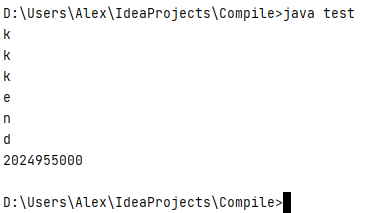 D:\Users\Alex\IdeaProjects\Compile>java test
k
k
k
e
n
d
2024955000
D:\Users\Alex\IdeaProjects\Compile>